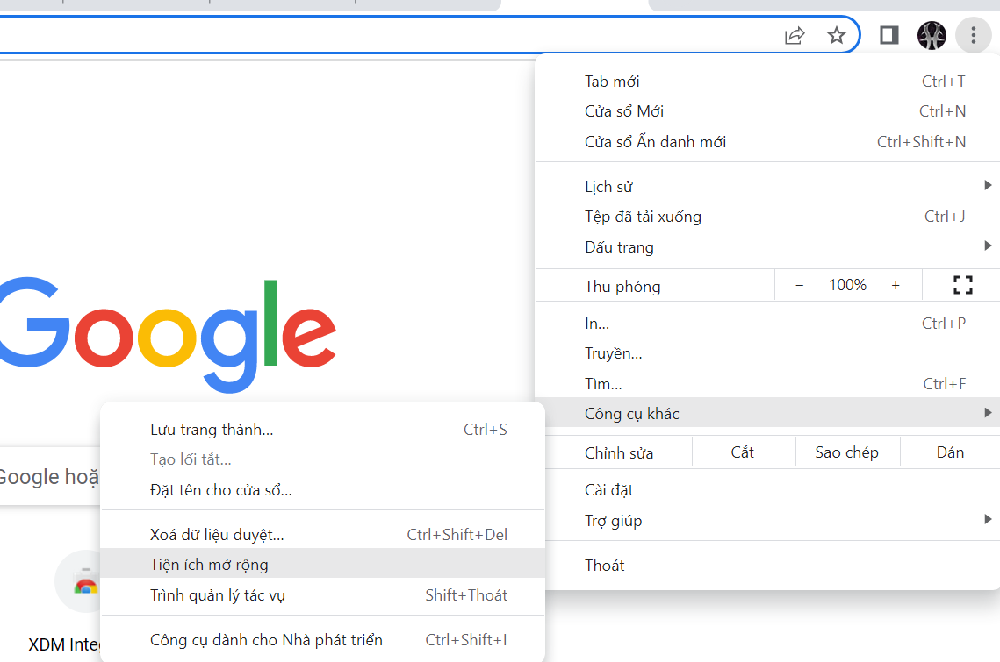 Tab mới Ctrl+T
Cửa sổ Mới Ctrl+N
Cửa sổ Ẩn danh mới Ctrl+Shift+N
Lịch sử
Tệp đã tải xuống Ctrl+J
Dấu trang
Thu phóng − 100% +
In... Ctrl+P
Truyền...
Tìm... Ctrl+F
Công cụ khác
Chỉnh sửa Cắt Sao chép Dán
Cài đặt
Trợ giúp
Thoát
Google
Lưu trang thành... Ctrl+S
Tạo lối tắt...
Đặt tên cho cửa sổ...
Xoá dữ liệu duyệt... Ctrl+Shift+Del
Tiện ích mở rộng
Trình quản lý tác vụ Shift+Thoát
Công cụ dành cho Nhà phát triển Ctrl+Shift+I
Google hoặ
XDM Inte